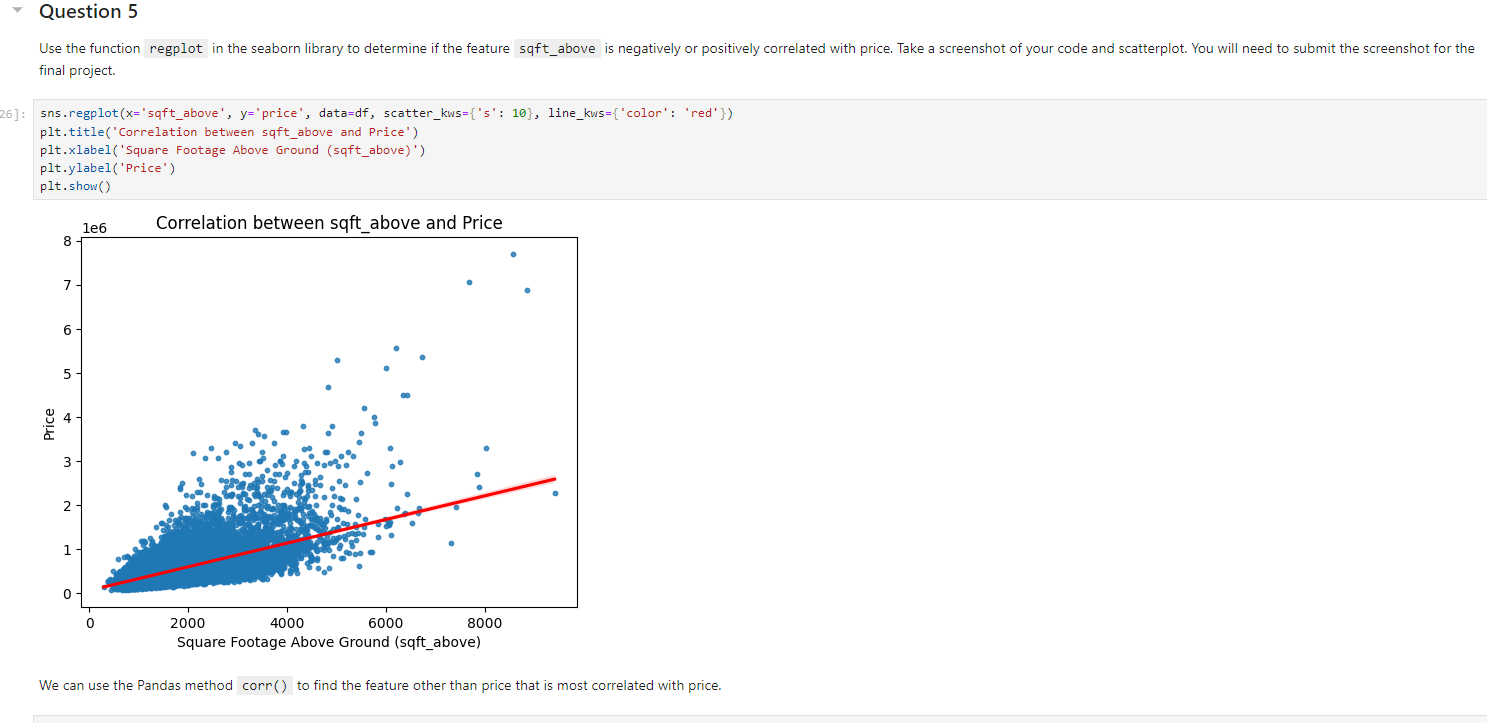 Question 5
Use the function regplot in the seaborn library to determine if the feature sqft_above is negatively or positively correlated with price. Take a screenshot of your code and scatterplot. You will need to submit the screenshot for the
final project.
26]:
sns.regplot(x='sqft_above', y='price', data=df, scatter_kws={'s': 10}, line_kws={'color': 'red'})
plt.title('Correlation between sqft_above and Price')
plt.xlabel('Square Footage Above Ground (sqft_above)')
plt.ylabel('Price')
plt.show()
Correlation between sqft_above and Price
1e6
8
7
6
5
4
3
2
1
0
Price
0 2000 4000 6000 8000
Square Footage Above Ground (sqft_above)
We can use the Pandas method corr() to find the feature other than price that is most correlated with price.